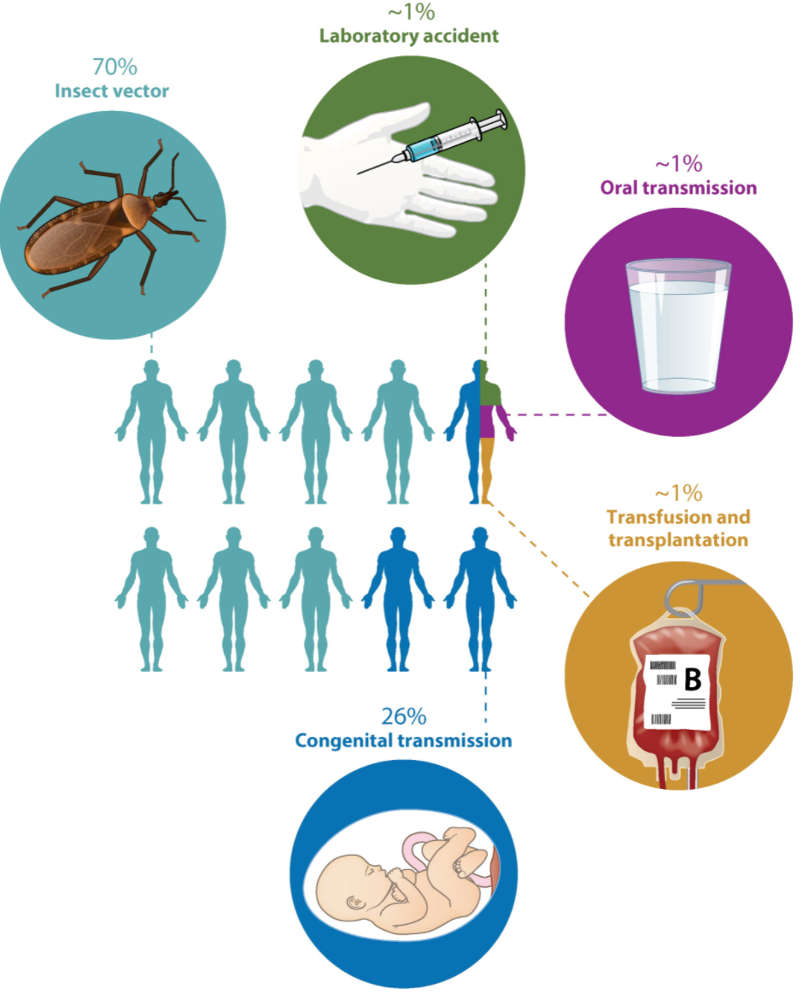 ~1%
Laboratory accident
70%
Insect vector
~1%
Oral transmission
~1%
Transfusion and
transplantation
B
26%
Congenital transmission